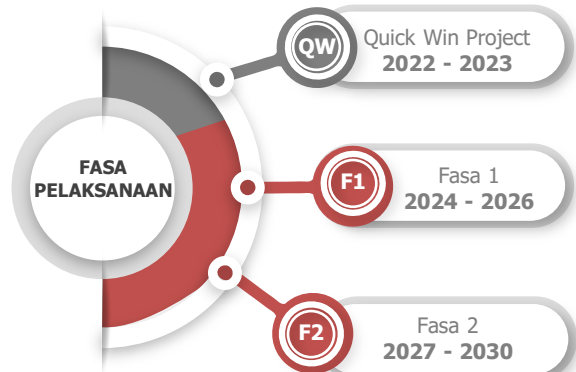 FASA
PELAKSANAAN
QW
Quick Win Project
2022 - 2023
F1
Fasa 1
2024 - 2026
F2
Fasa 2
2027 - 2030